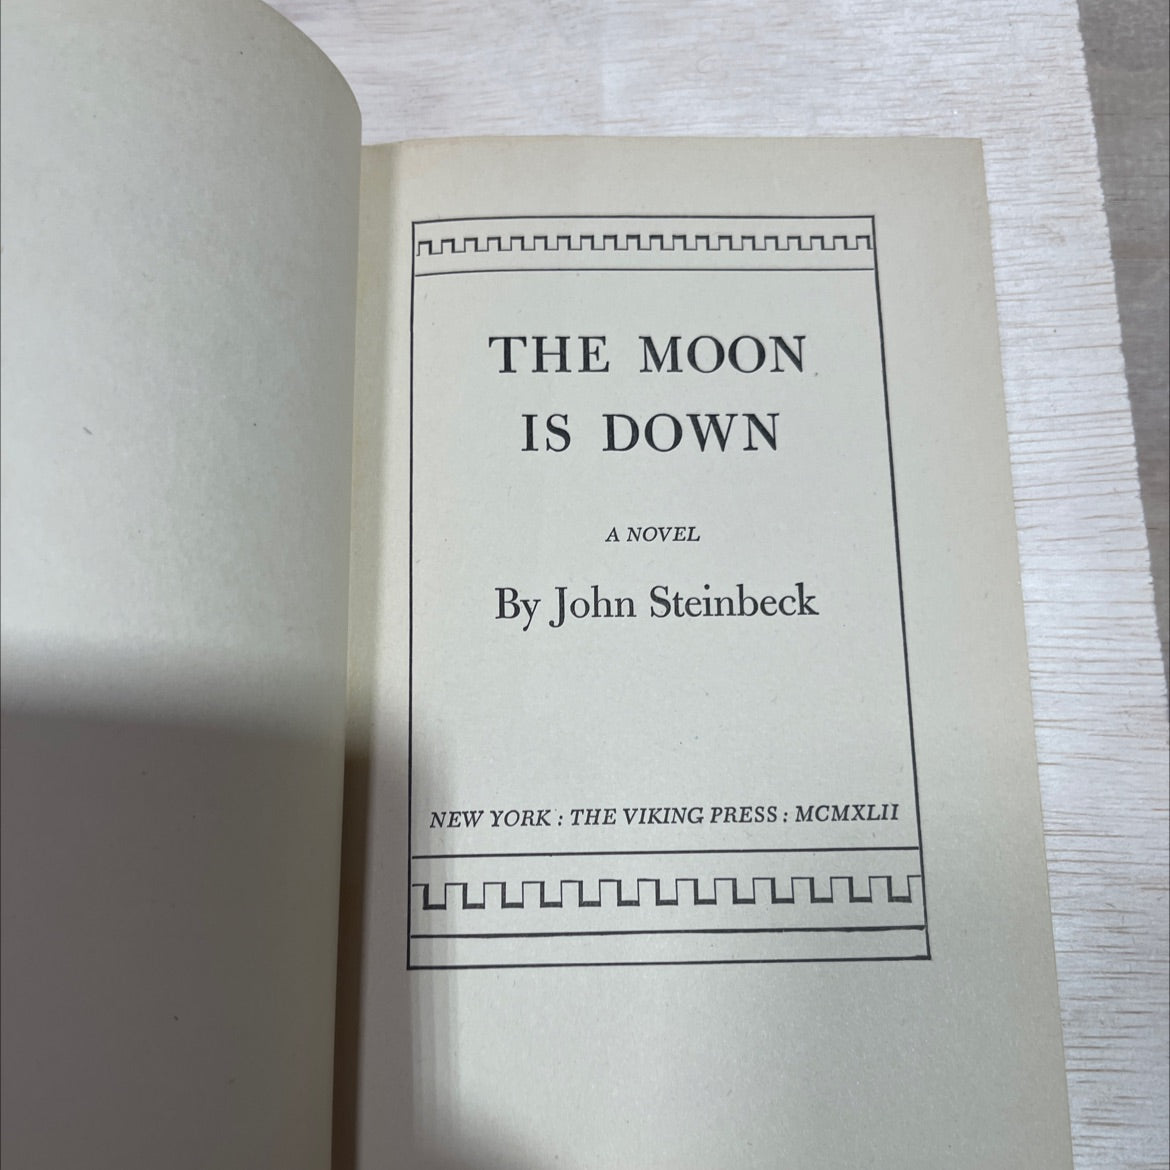 THE MOON
IS DOWN
A NOVEL
By John Steinbeck
NEW YORK : THE VIKING PRESS : MCMXLII